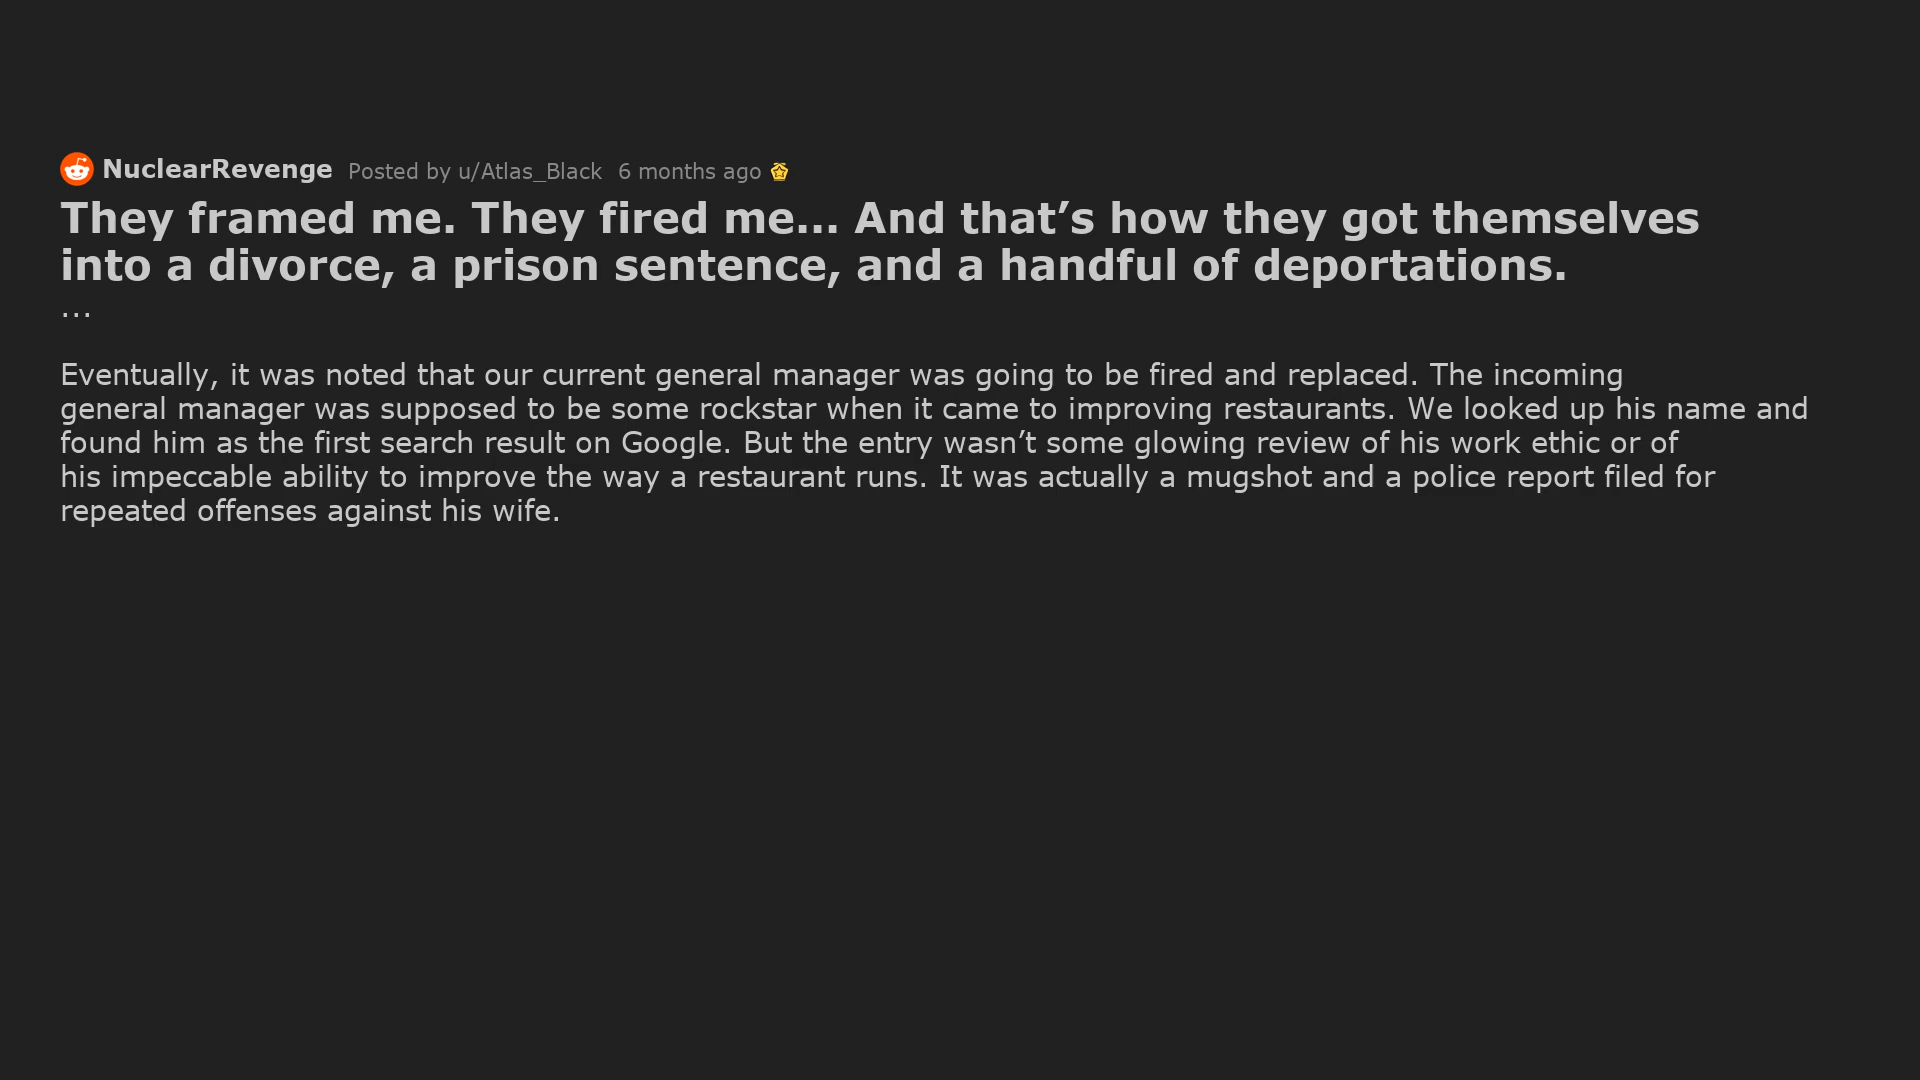 NuclearRevenge Posted by u/Atlas_Black 6 months ago
They framed me. They fired me... And that’s how they got themselves
into a divorce, a prison sentence, and a handful of deportations.
...
Eventually, it was noted that our current general manager was going to be fired and replaced. The incoming
general manager was supposed to be some rockstar when it came to improving restaurants. We looked up his name and
found him as the first search result on Google. But the entry wasn’t some glowing review of his work ethic or of
his impeccable ability to improve the way a restaurant runs. It was actually a mugshot and a police report filed for
repeated offenses against his wife.